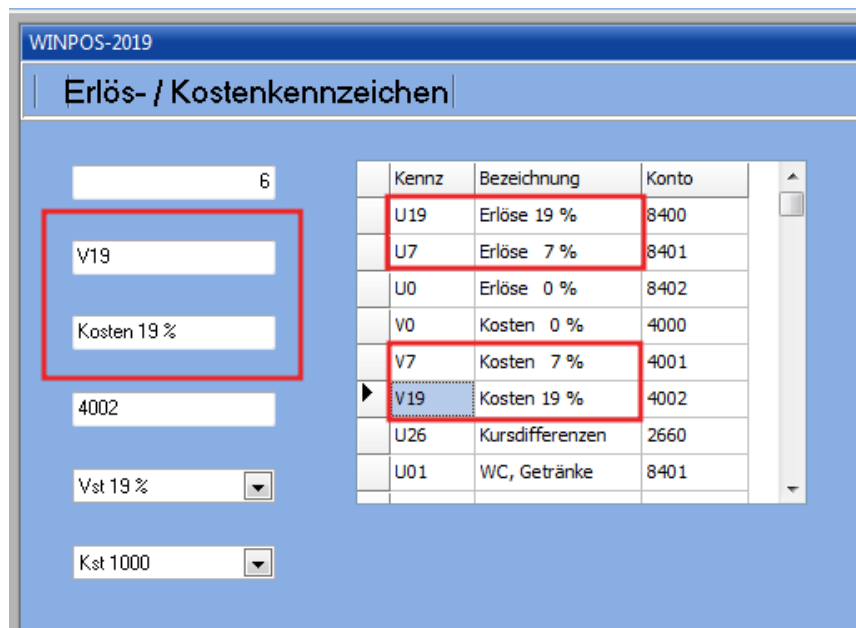 WINPOS-2019
Erlös- / Kostenkennzeichen
6
V19
Kosten 19 %
4002
Vst 19 %
Kst 1000
Kennz Bezeichnung Konto
U19 Erlöse 19 % 8400
U7 Erlöse 7 % 8401
U0 Erlöse 0 % 8402
V0 Kosten 0 % 4000
V7 Kosten 7 % 4001
V19 Kosten 19 % 4002
U26 Kursdifferenzen 2660
U01 WC, Getränke 8401